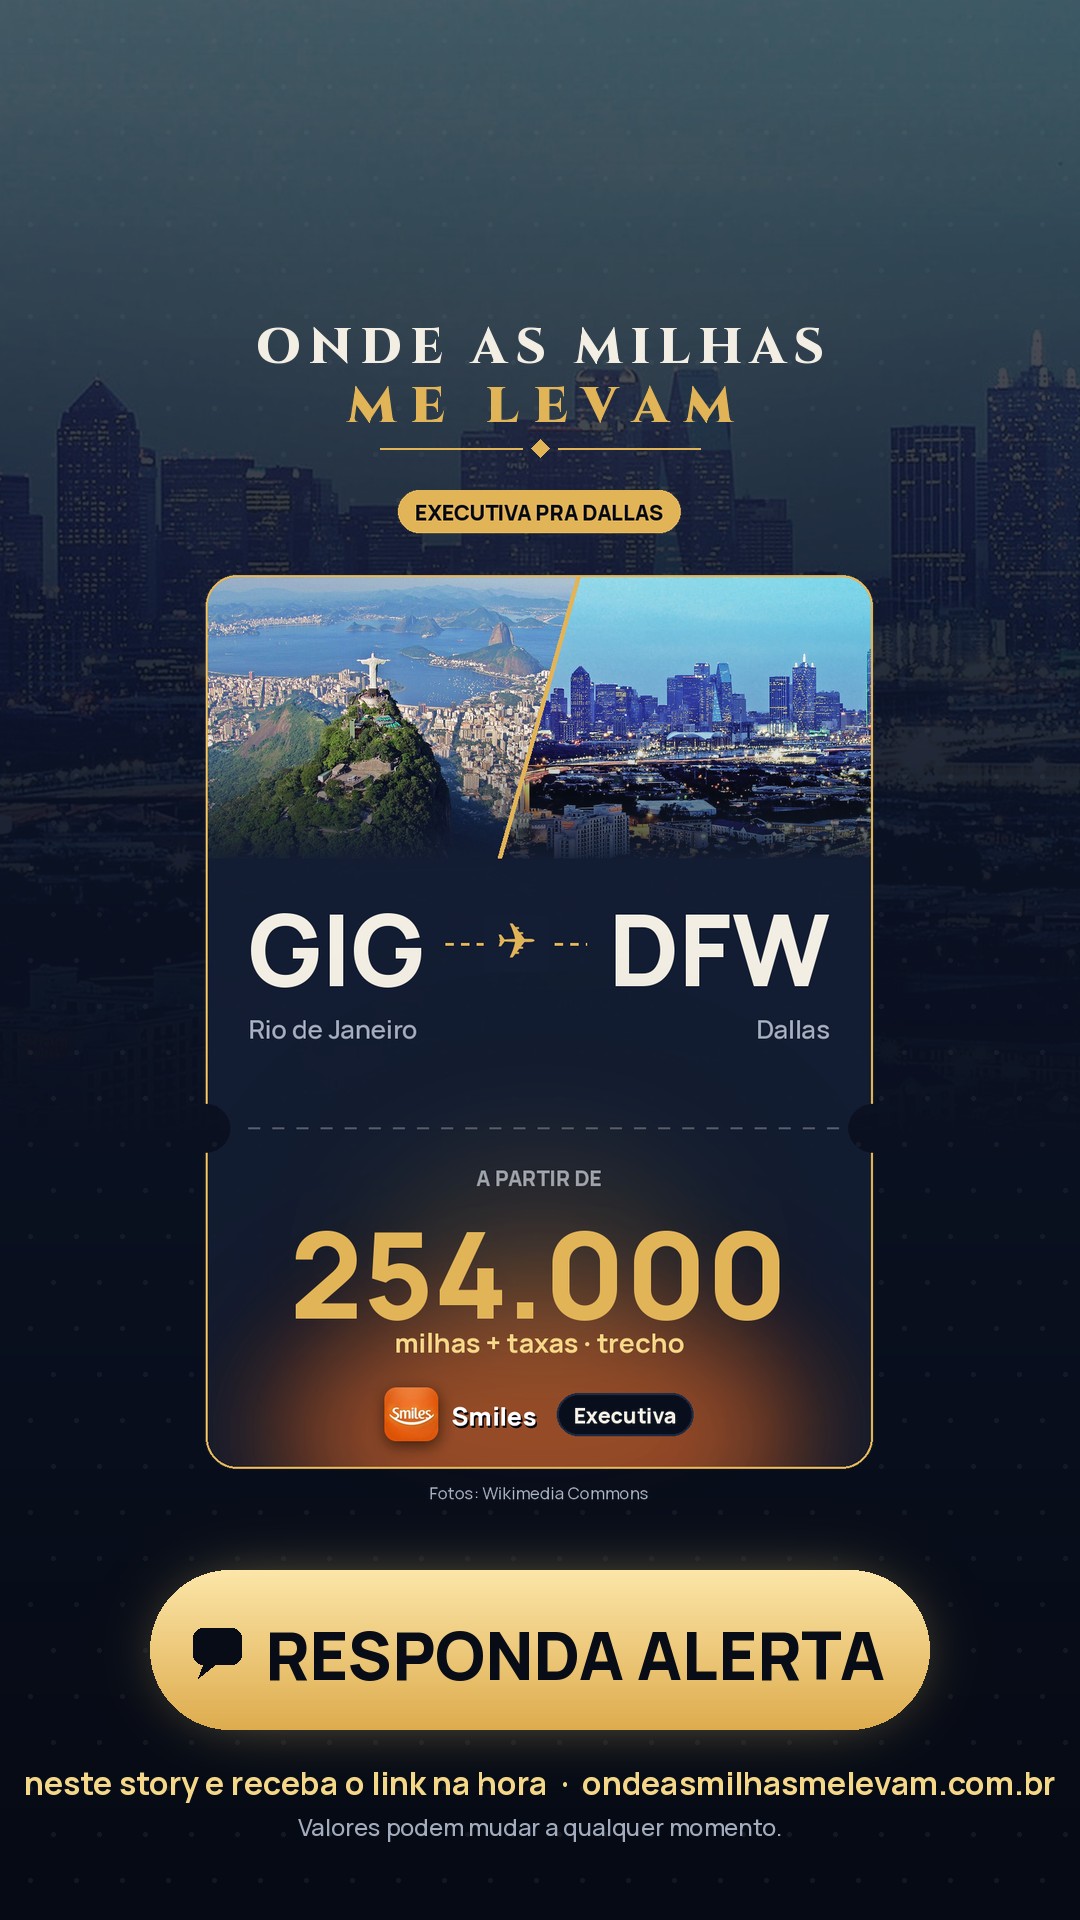 ONDE AS MILHAS
ME LEVAM
EXECUTIVA PRA DALLAS
GIG DFW
Rio de Janeiro Dallas
A PARTIR DE
254.000
milhas + taxas · trecho
Smiles Smiles Executiva
Fotos: Wikimedia Commons
RESPONDA ALERTA
neste story e receba o link na hora · ondeasmilhasmelevam.com.br
Valores podem mudar a qualquer momento.